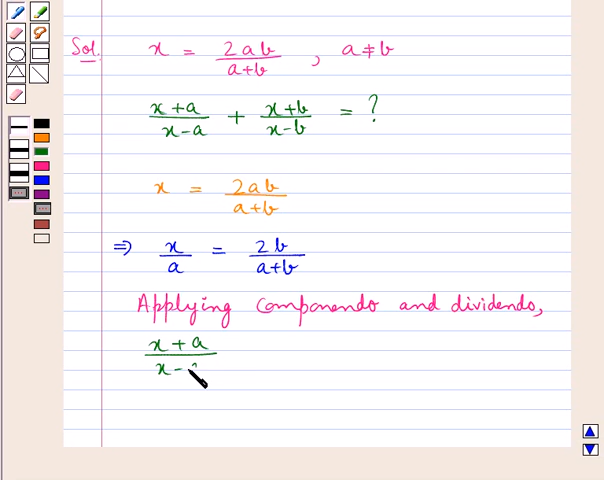 Sol. x = 2ab/(a+b) , a≠b
(x+a)/(x-a) + (x+b)/(x-b) = ?
x = 2ab/(a+b)
⇒ x/a = 2b/(a+b)
Applying componendo and dividendo,
(x+a)/(x-